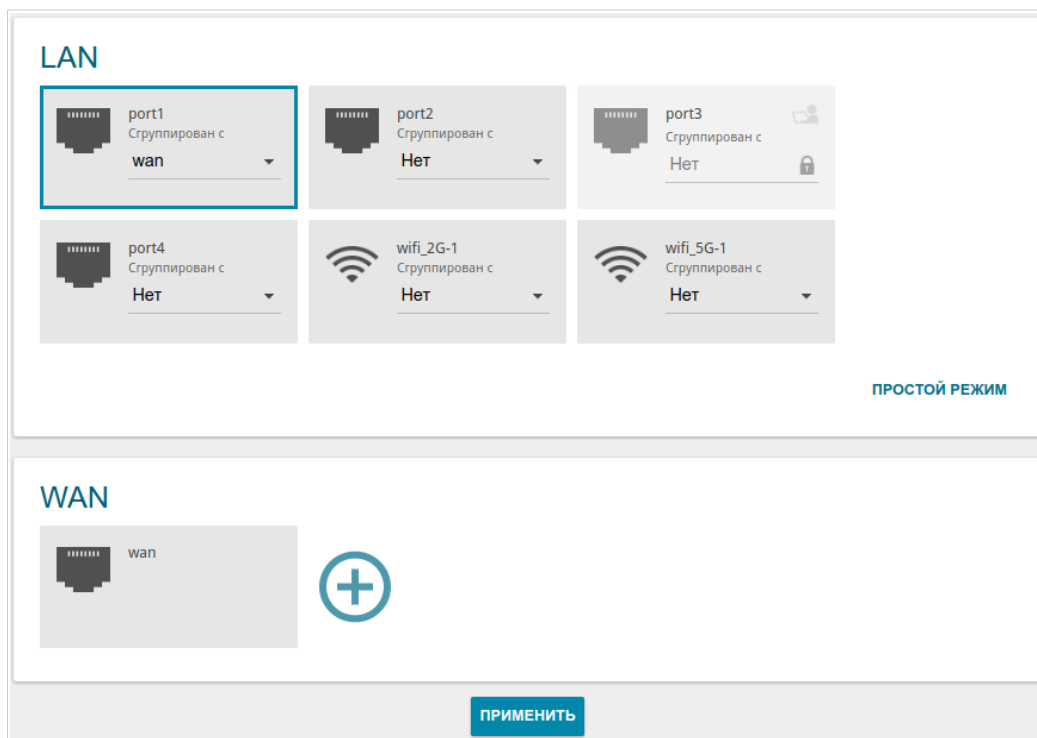 LAN
port1
Сгруппирован с
wan
port2
Сгруппирован с
Нет
port3
Сгруппирован с
Нет
port4
Сгруппирован с
Нет
wifi_2G-1
Сгруппирован с
Нет
wifi_5G-1
Сгруппирован с
Нет
ПРОСТОЙ РЕЖИМ
WAN
wan
ПРИМЕНИТЬ